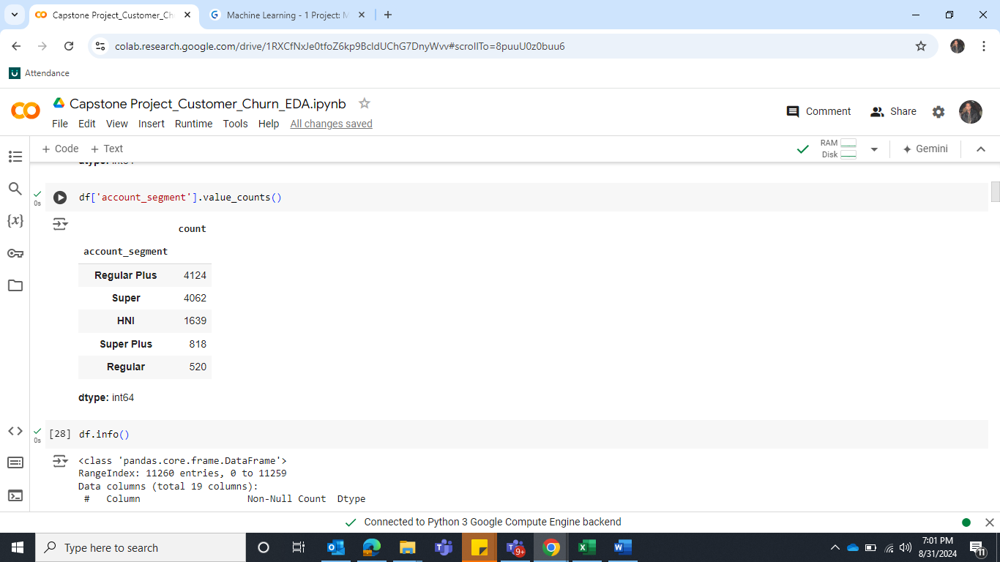 Capstone Project_Customer_Ch
Machine Learning - 1 Project: M
colab.research.google.com/drive/1RXCfNxJe0tfoZ6kp9BcldUChG7DnyWvv#scrollTo=8puuU0z0buu6
Attendance
Capstone Project_Customer_Churn_EDA.ipynb
File Edit View Insert Runtime Tools Help All changes saved
Comment Share
+ Code + Text
RAM
Disk
Gemini
dtype: int64
0s
df['account_segment'].value_counts()
count
account_segment
Regular Plus 4124
Super 4062
HNI 1639
Super Plus 818
Regular 520
dtype: int64
0s
[28] df.info()
<class 'pandas.core.frame.DataFrame'>
RangeIndex: 11260 entries, 0 to 11259
Data columns (total 19 columns):
# Column Non-Null Count Dtype
Connected to Python 3 Google Compute Engine backend
Type here to search
9+
7:01 PM
8/31/2024
11